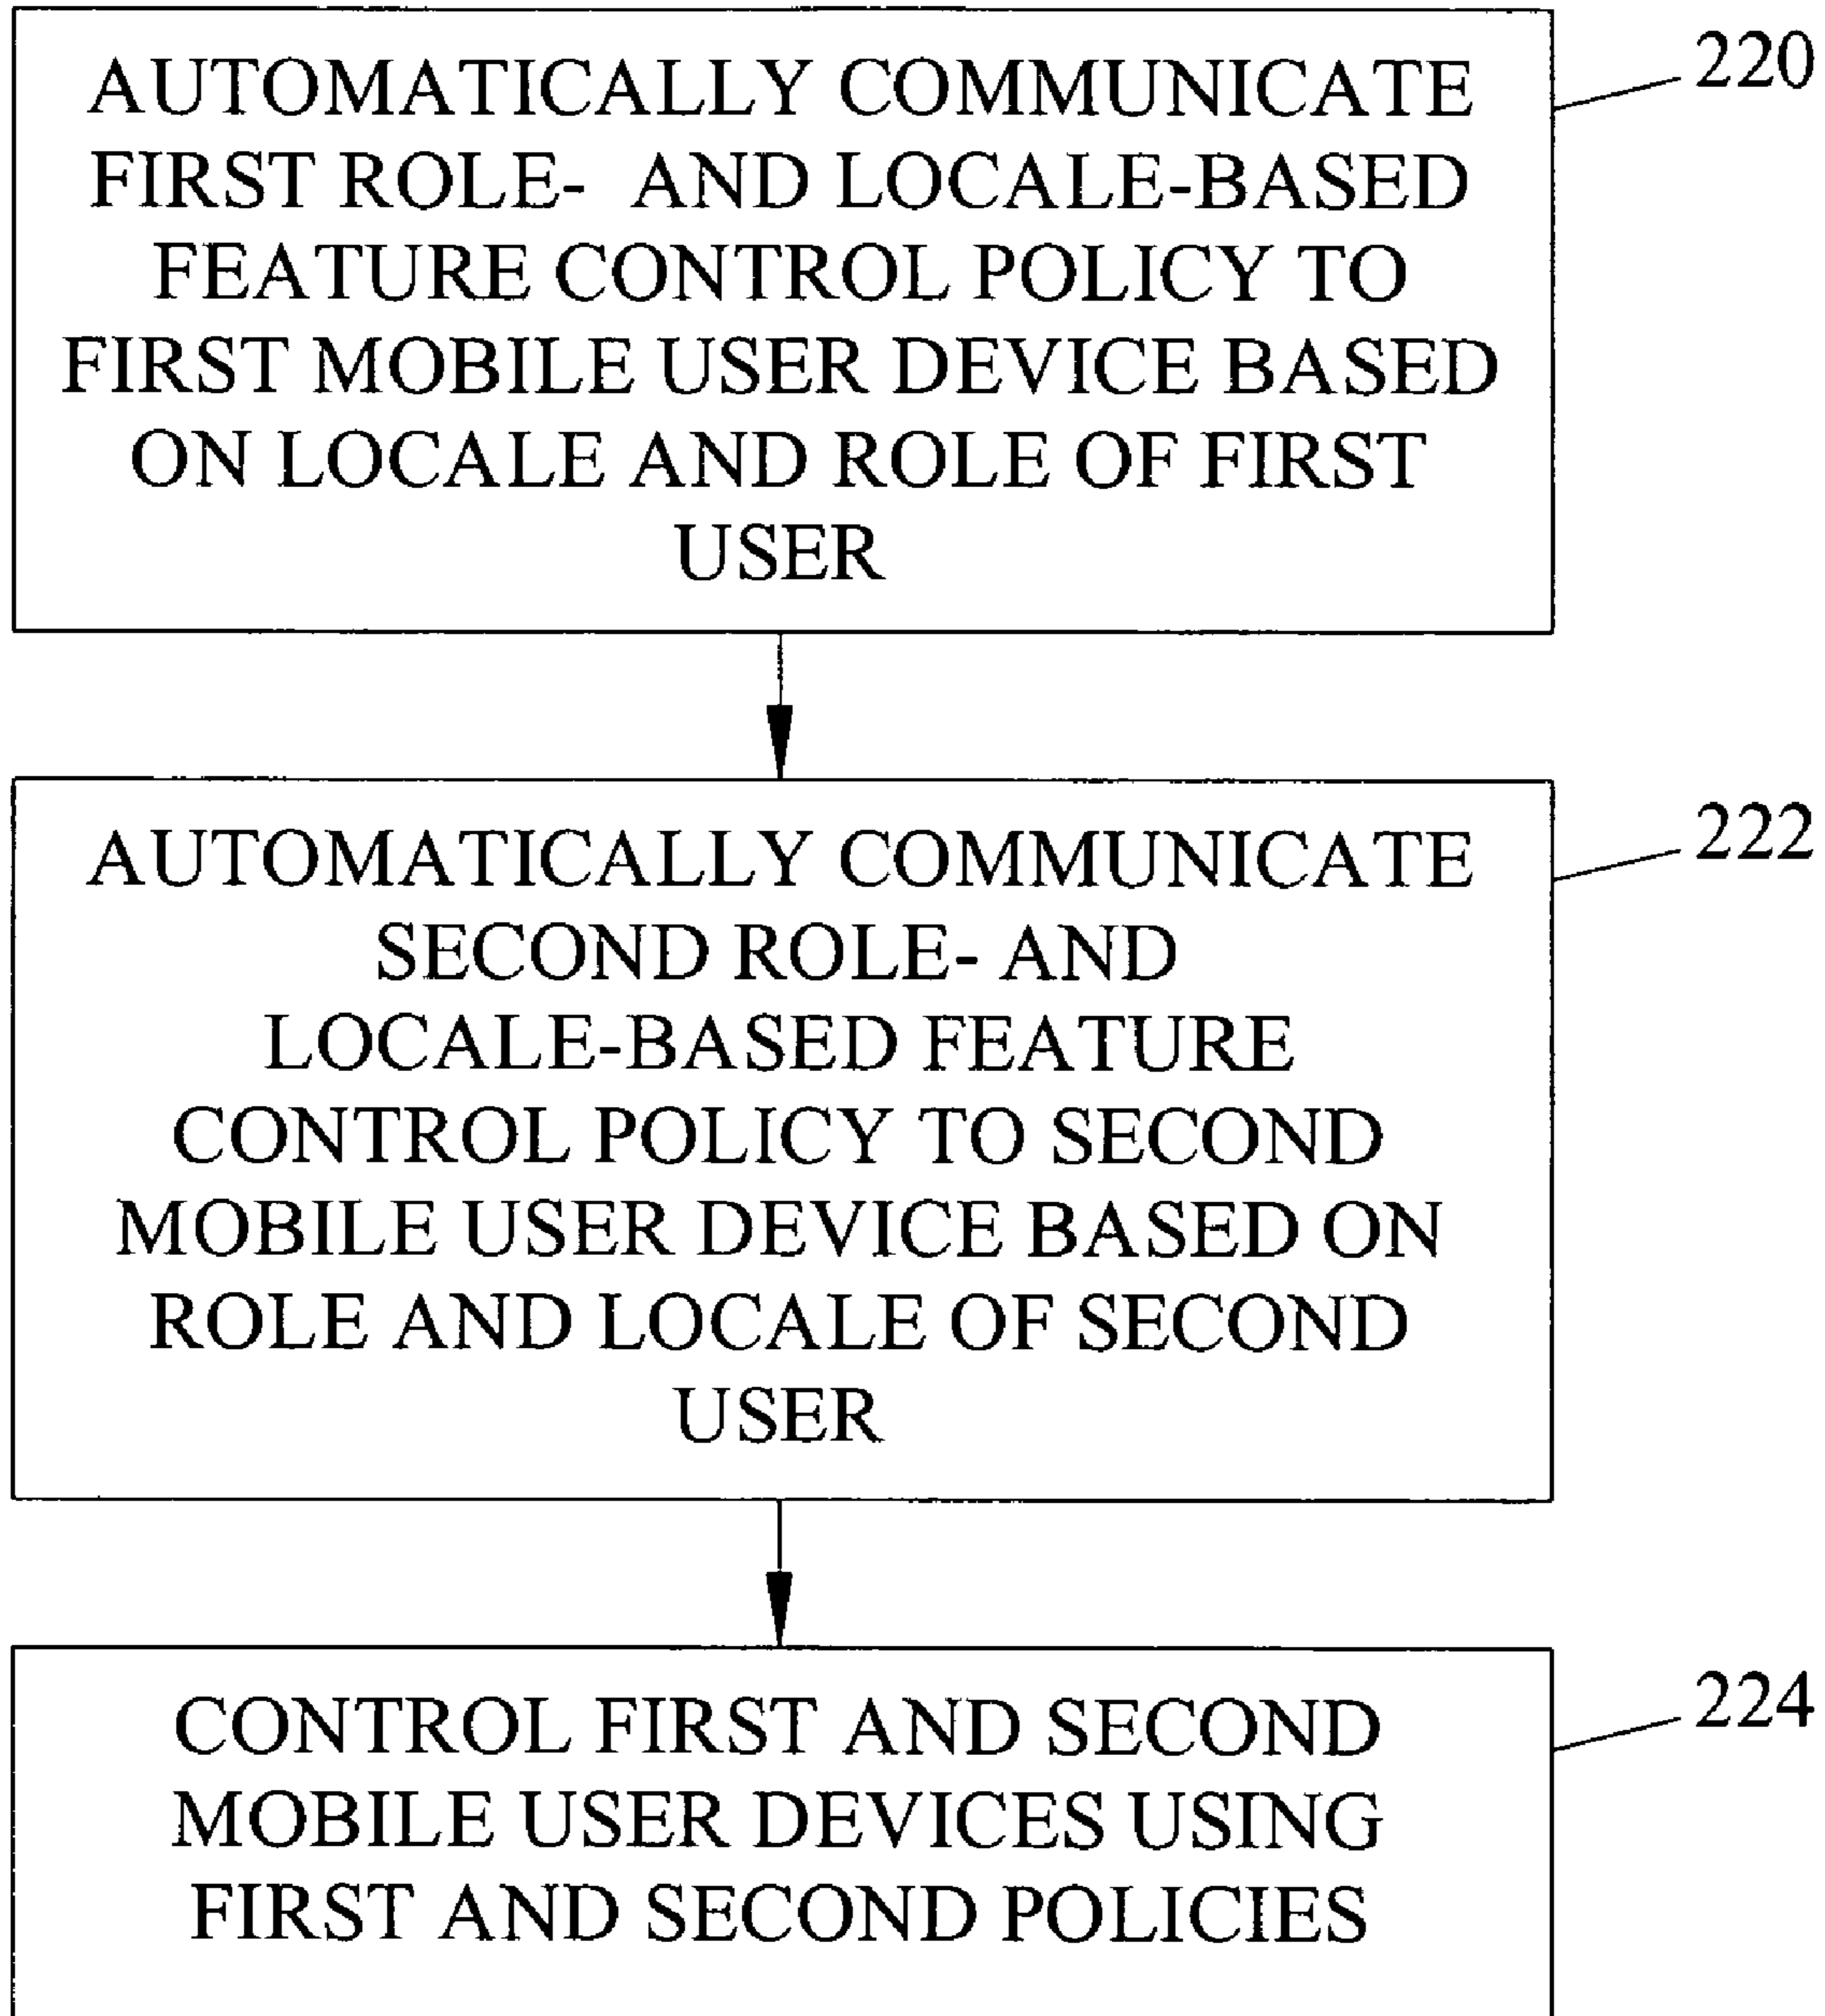 AUTOMATICALLY COMMUNICATE
FIRST ROLE- AND LOCALE-BASED
FEATURE CONTROL POLICY TO
FIRST MOBILE USER DEVICE BASED
ON LOCALE AND ROLE OF FIRST
USER
220
AUTOMATICALLY COMMUNICATE
SECOND ROLE- AND
LOCALE-BASED FEATURE
CONTROL POLICY TO SECOND
MOBILE USER DEVICE BASED ON
ROLE AND LOCALE OF SECOND
USER
222
CONTROL FIRST AND SECOND
MOBILE USER DEVICES USING
FIRST AND SECOND POLICIES
224